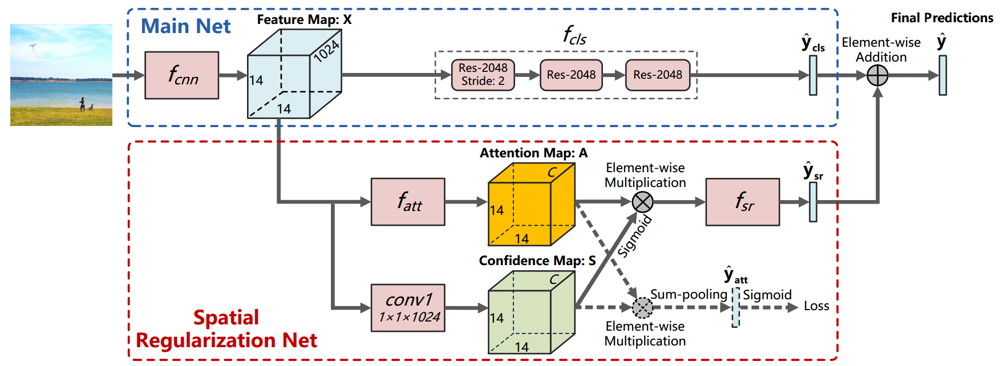 Main Net
Feature Map: X
f_cnn
14
14
1024
f_cls
Res-2048
Stride: 2
Res-2048
Res-2048
ŷ_cls
Element-wise
Addition
Final Predictions
ŷ
Spatial
Regularization Net
f_att
Attention Map: A
C
14
14
Element-wise
Multiplication
Sigmoid
f_sr
ŷ_sr
conv1
1×1×1024
Confidence Map: S
C
14
14
Element-wise
Multiplication
Sum-pooling
ŷ_att
Sigmoid
Loss